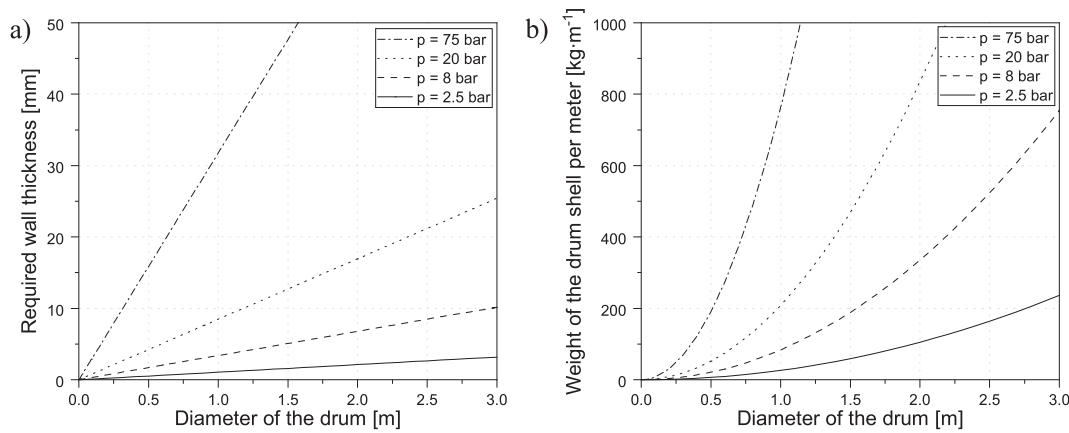 a)
Required wall thickness [mm]
50
40
30
20
10
0
p = 75 bar
p = 20 bar
p = 8 bar
p = 2.5 bar
0.0 0.5 1.0 1.5 2.0 2.5 3.0
Diameter of the drum [m]
b)
Weight of the drum shell per meter [kg·m⁻¹]
1000
800
600
400
200
0
p = 75 bar
p = 20 bar
p = 8 bar
p = 2.5 bar
0.0 0.5 1.0 1.5 2.0 2.5 3.0
Diameter of the drum [m]